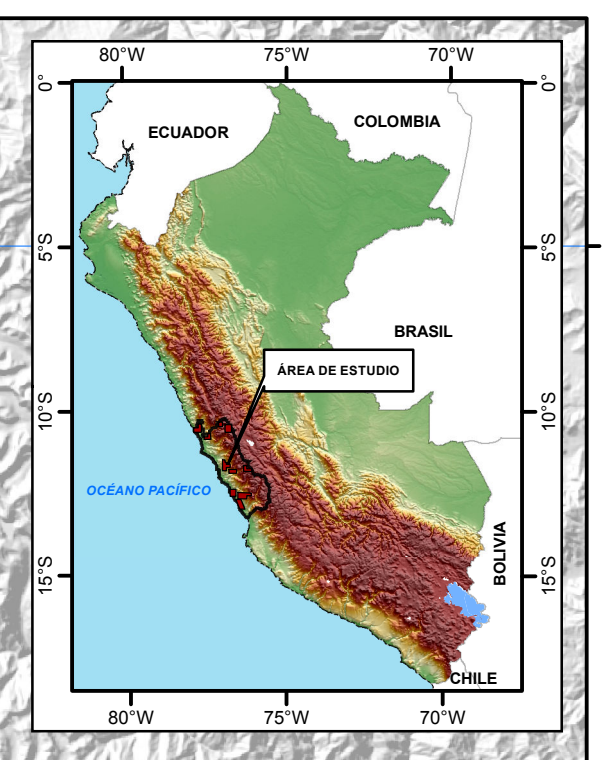 80°W 75°W 70°W
0° 0°
ECUADOR
COLOMBIA
5°S 5°S
BRASIL
ÁREA DE ESTUDIO
10°S 10°S
OCÉANO PACÍFICO
BOLIVIA
15°S 15°S
CHILE
80°W 75°W 70°W